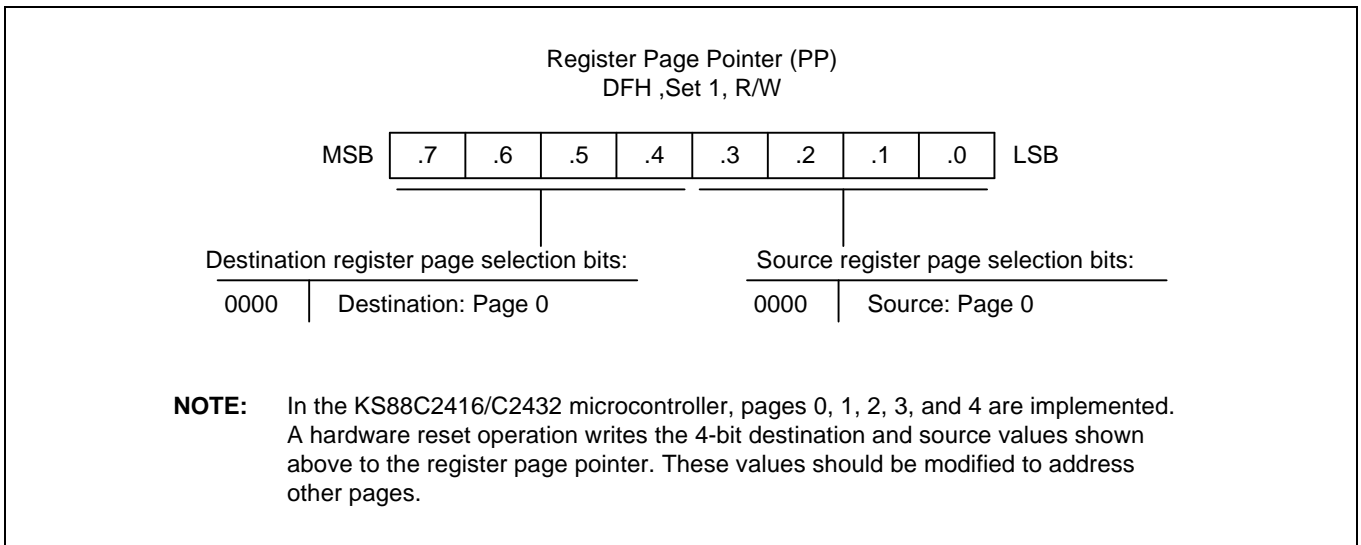 Register Page Pointer (PP)
DFH ,Set 1, R/W
MSB .7 .6 .5 .4 .3 .2 .1 .0 LSB
Destination register page selection bits:
0000 Destination: Page 0
Source register page selection bits:
0000 Source: Page 0
NOTE: In the KS88C2416/C2432 microcontroller, pages 0, 1, 2, 3, and 4 are implemented.
A hardware reset operation writes the 4-bit destination and source values shown
above to the register page pointer. These values should be modified to address
other pages.